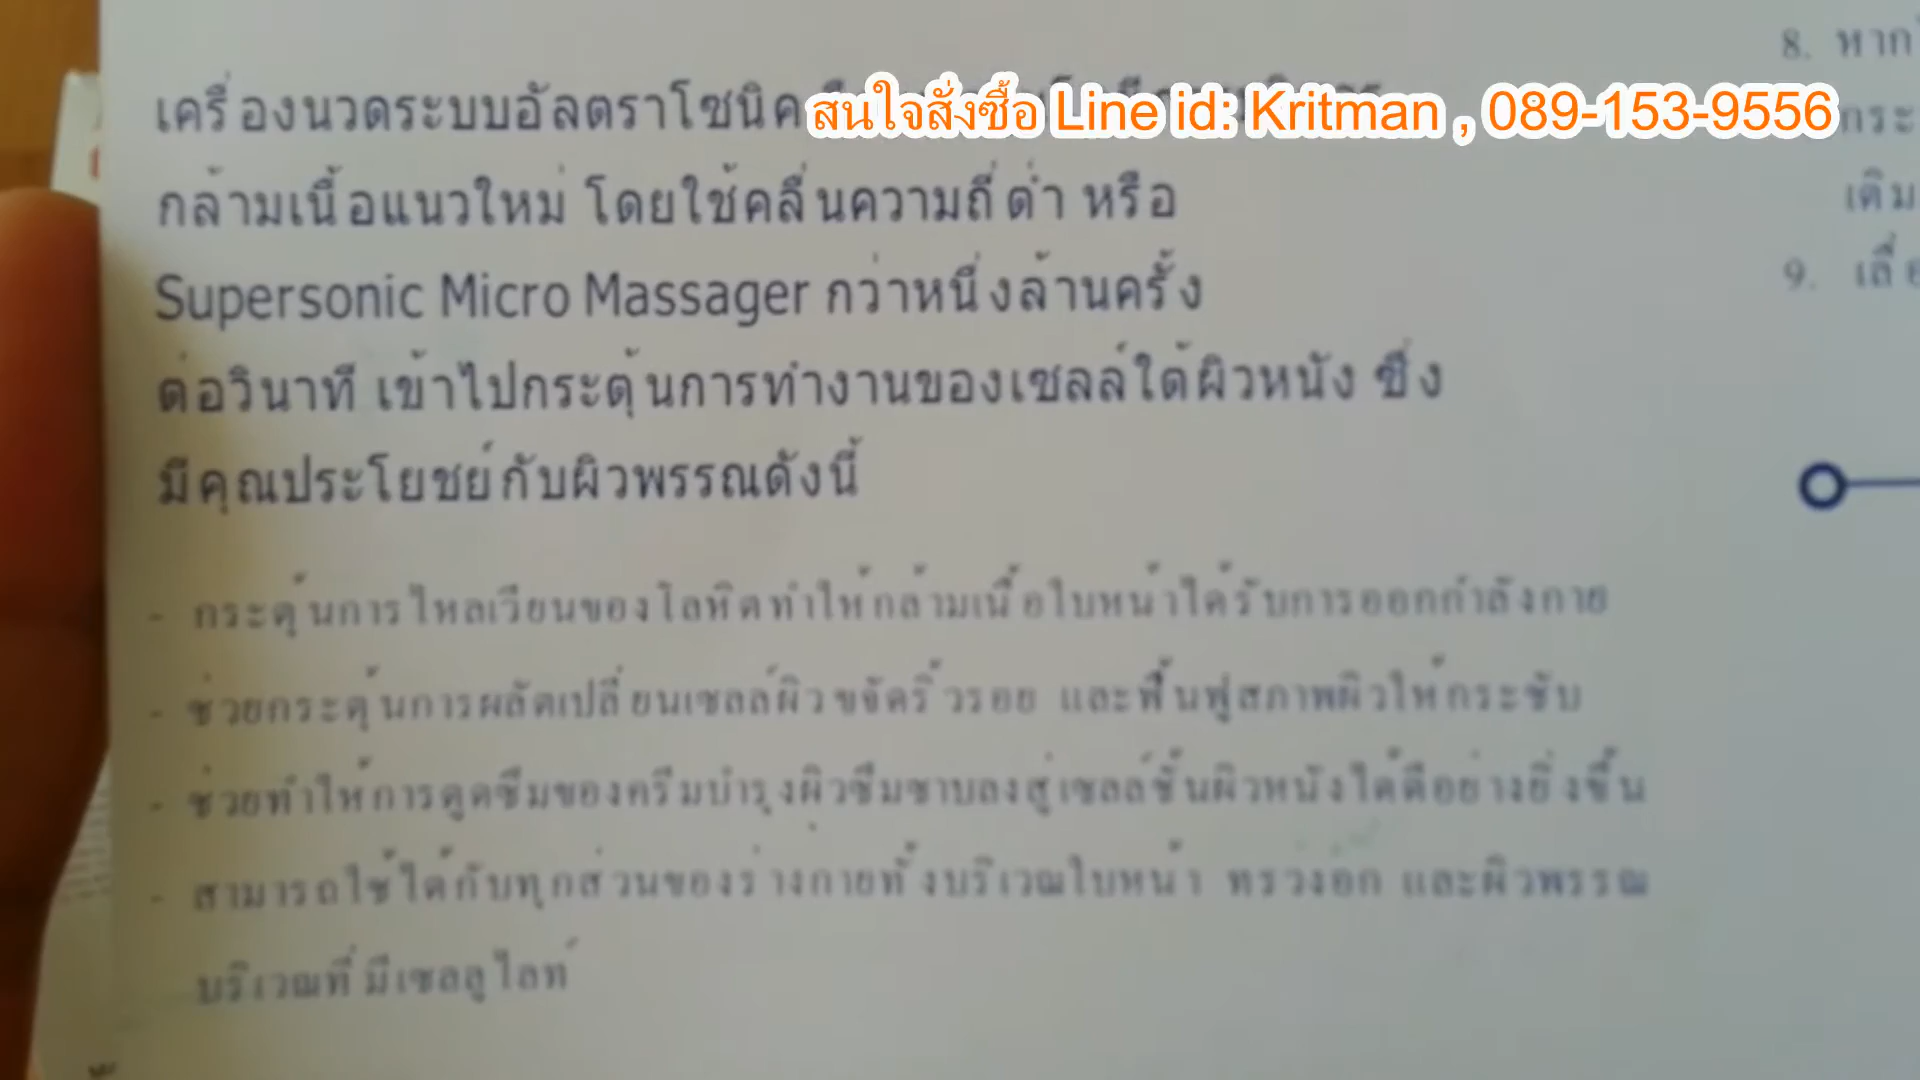 สนใจสั่งซื้อ Line id: Kritman , 089-153-9556
เครื่องนวดระบบอัลตราโซนิค
กล้ามเนื้อแนวใหม่ โดยใช้คลื่นความถี่ต่ำ หรือ
Supersonic Micro Massager กว่าหนึ่งล้านครั้ง
ต่อวินาที เข้าไปกระตุ้นการทำงานของเซลล์ใต้ผิวหนัง ซึ่ง
มีคุณประโยชย์กับผิวพรรณดังนี้
- กระตุ้นการไหลเวียนของโลหิตทำให้กล้ามเนื้อใบหน้าได้รับการออกกำลังกาย
- ช่วยกระตุ้นการผลัดเปลี่ยนเซลล์ผิว ขจัดริ้วรอย และฟื้นฟูสภาพผิวให้กระชับ
- ช่วยทำให้การดูดซึมของครีมบำรุงผิวซึมซาบลงสู่เซลล์ชั้นผิวหนังได้ดีอย่างยิ่งขึ้น
- สามารถใช้ได้กับทุกส่วนของร่างกายทั้งบริเวณใบหน้า ทรวงอก และผิวพรรณ
บริเวณที่มีเซลลูไลท์
8. หาก
กระ
เติม
9. เลี่ย